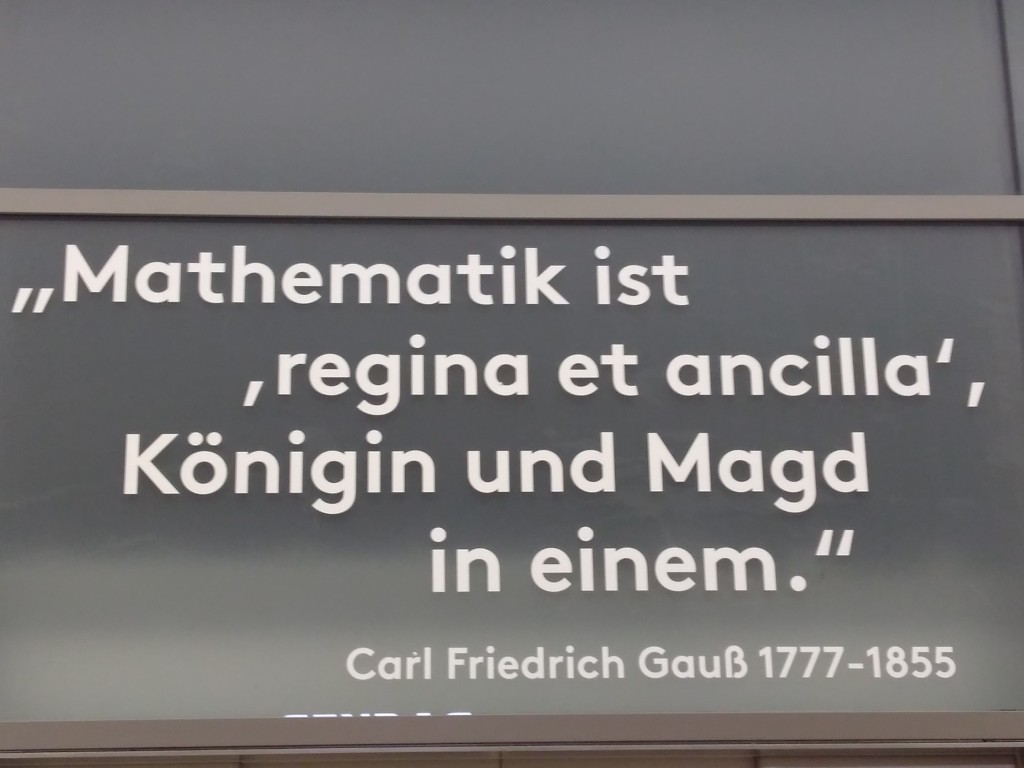 „Mathematik ist
‚regina et ancilla‘,
Königin und Magd
in einem.“
Carl Friedrich Gauß 1777-1855